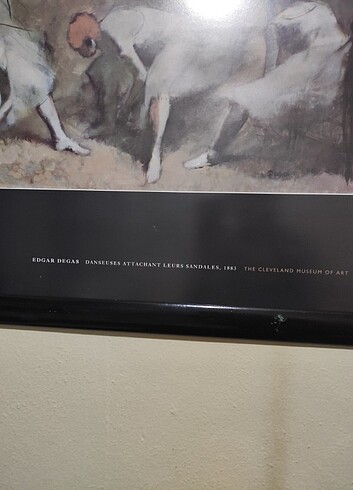 EDGAR DEGAS DANSEUSES ATTACHANT LEURS SANDALES, 1883 THE CLEVELAND MUSEUM OF ART